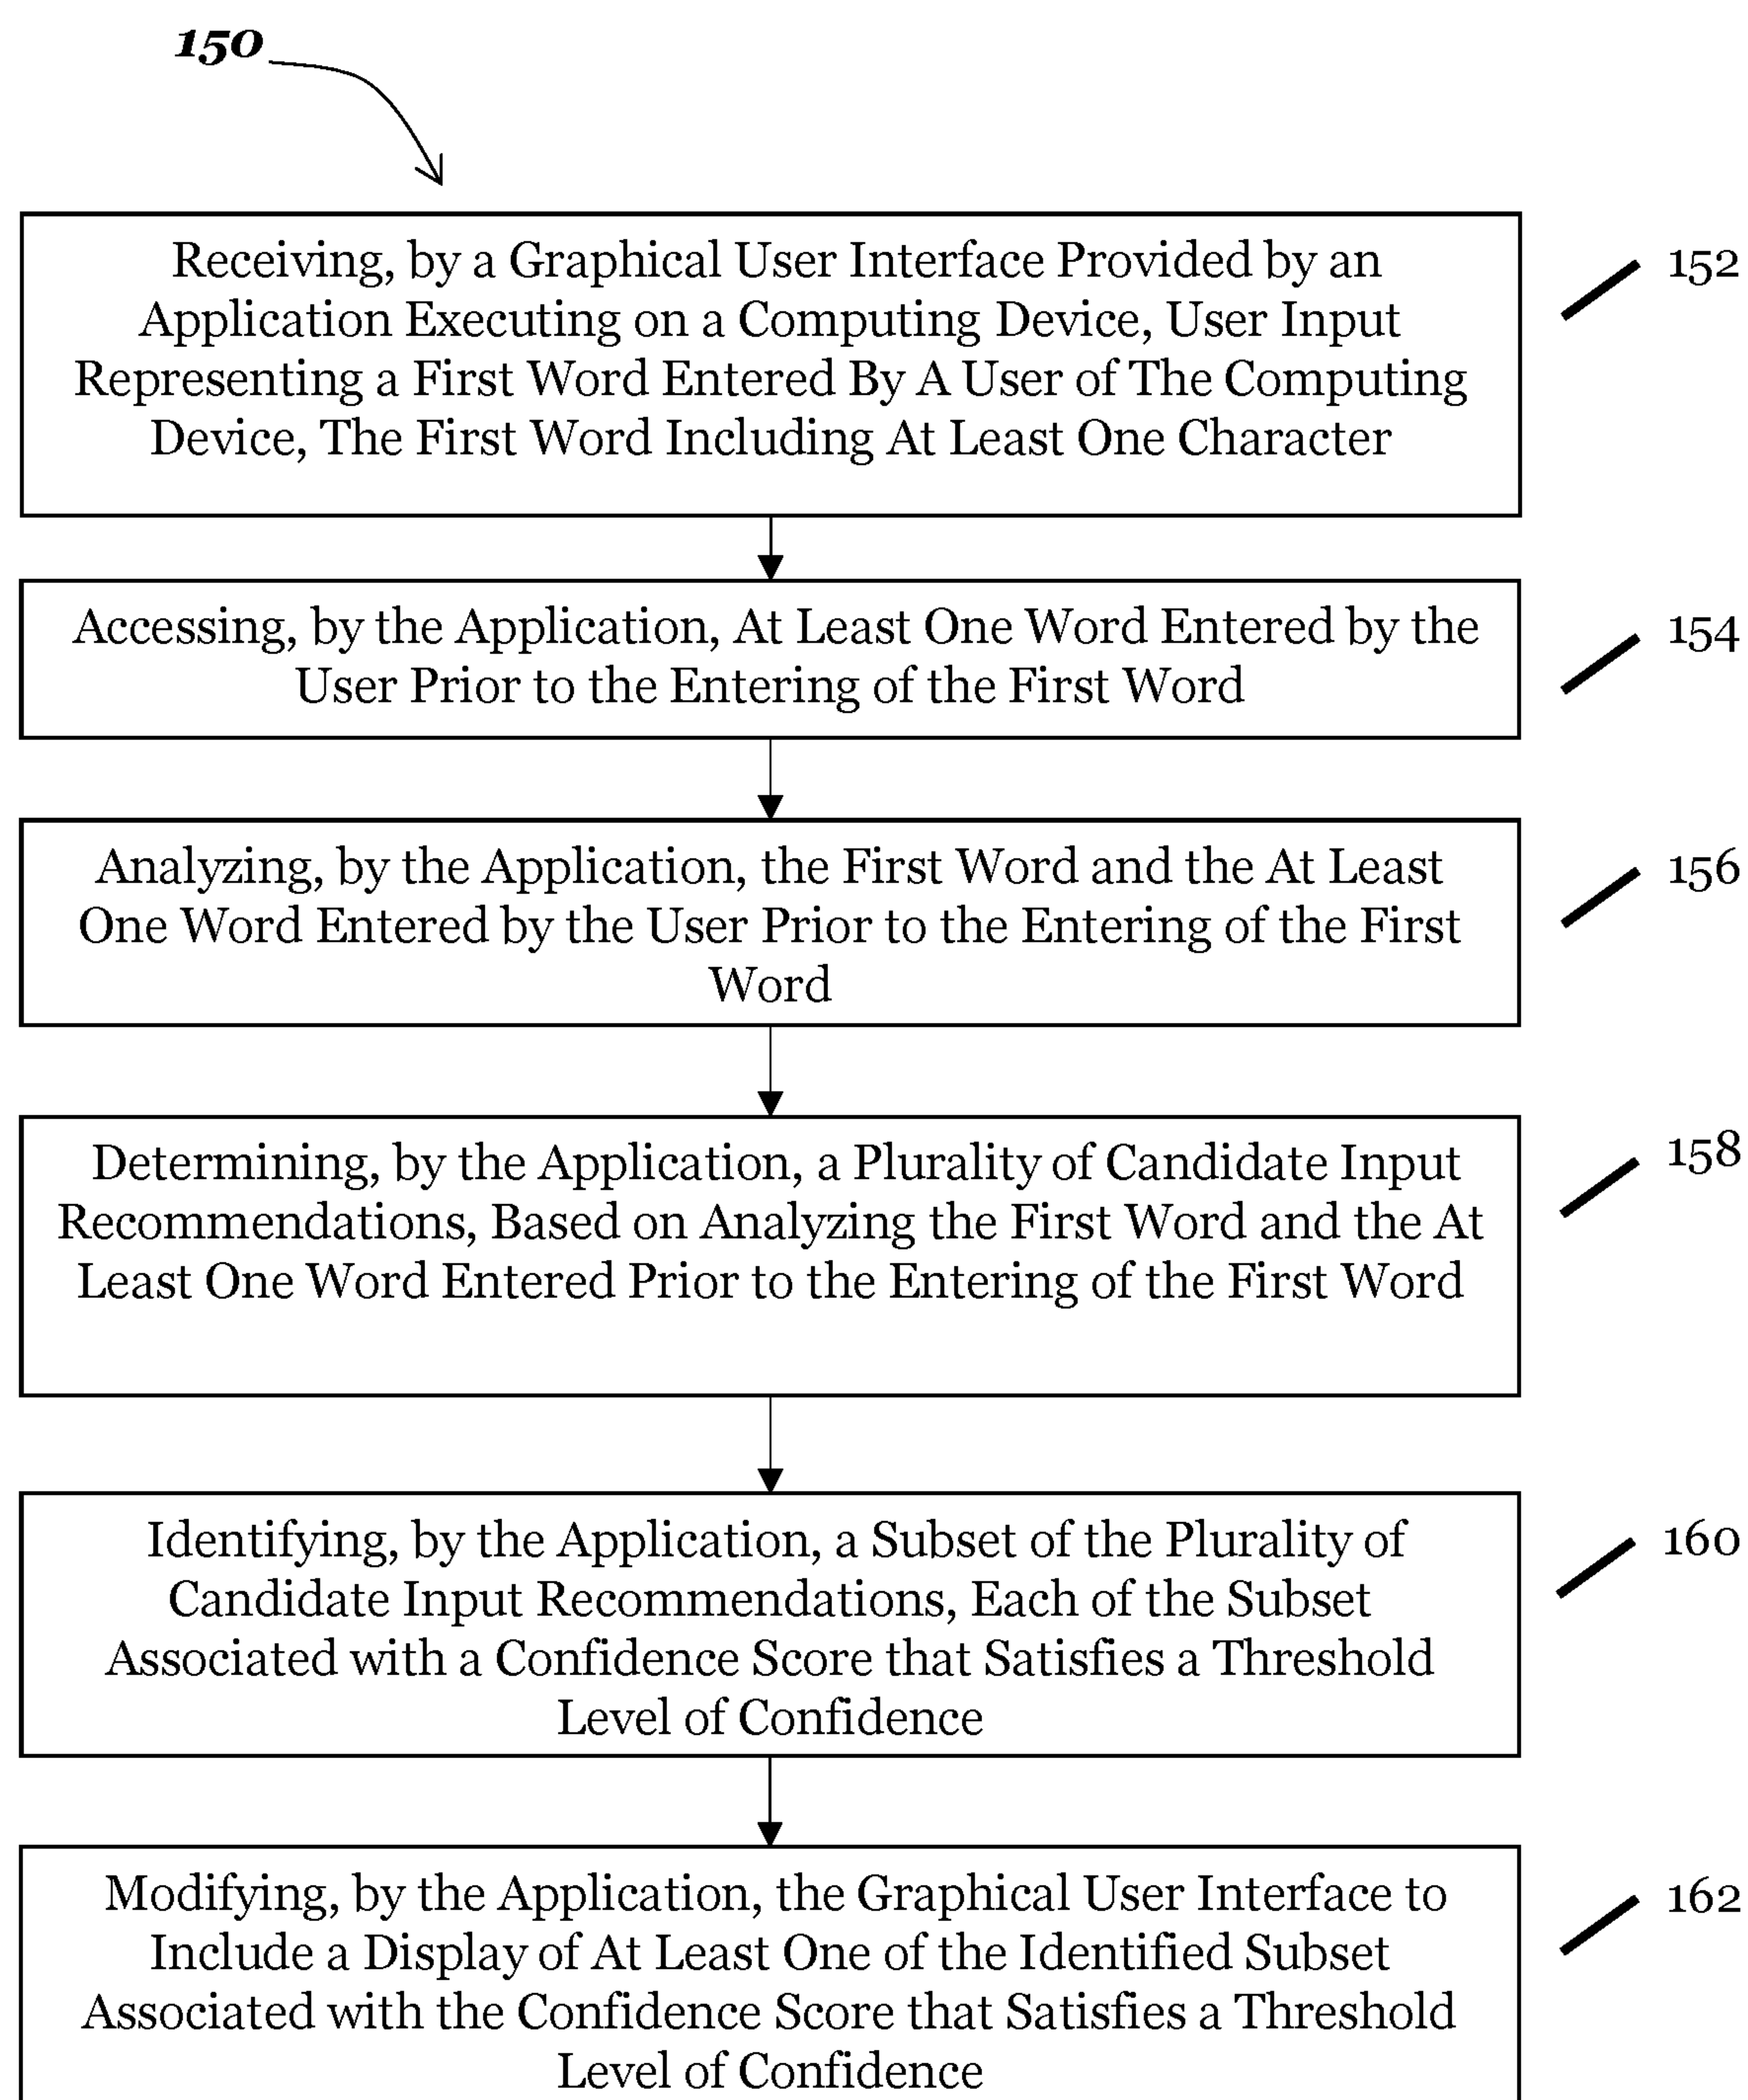 150
Receiving, by a Graphical User Interface Provided by an
Application Executing on a Computing Device, User Input
Representing a First Word Entered By A User of The Computing
Device, The First Word Including At Least One Character
152
Accessing, by the Application, At Least One Word Entered by the
User Prior to the Entering of the First Word
154
Analyzing, by the Application, the First Word and the At Least
One Word Entered by the User Prior to the Entering of the First
Word
156
Determining, by the Application, a Plurality of Candidate Input
Recommendations, Based on Analyzing the First Word and the At
Least One Word Entered Prior to the Entering of the First Word
158
Identifying, by the Application, a Subset of the Plurality of
Candidate Input Recommendations, Each of the Subset
Associated with a Confidence Score that Satisfies a Threshold
Level of Confidence
160
Modifying, by the Application, the Graphical User Interface to
Include a Display of At Least One of the Identified Subset
Associated with the Confidence Score that Satisfies a Threshold
Level of Confidence
162